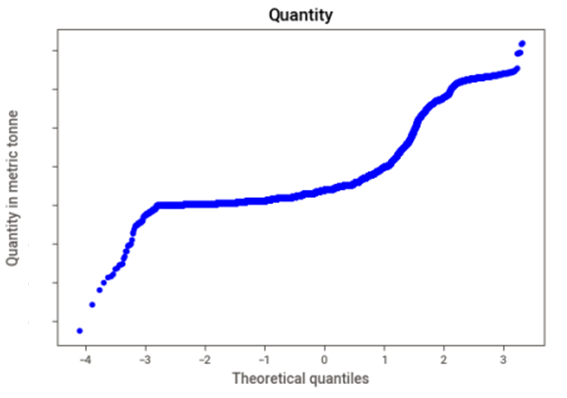 Quantity
Quantity in metric tonne
-4 -3 -2 -1 0 1 2 3
Theoretical quantiles